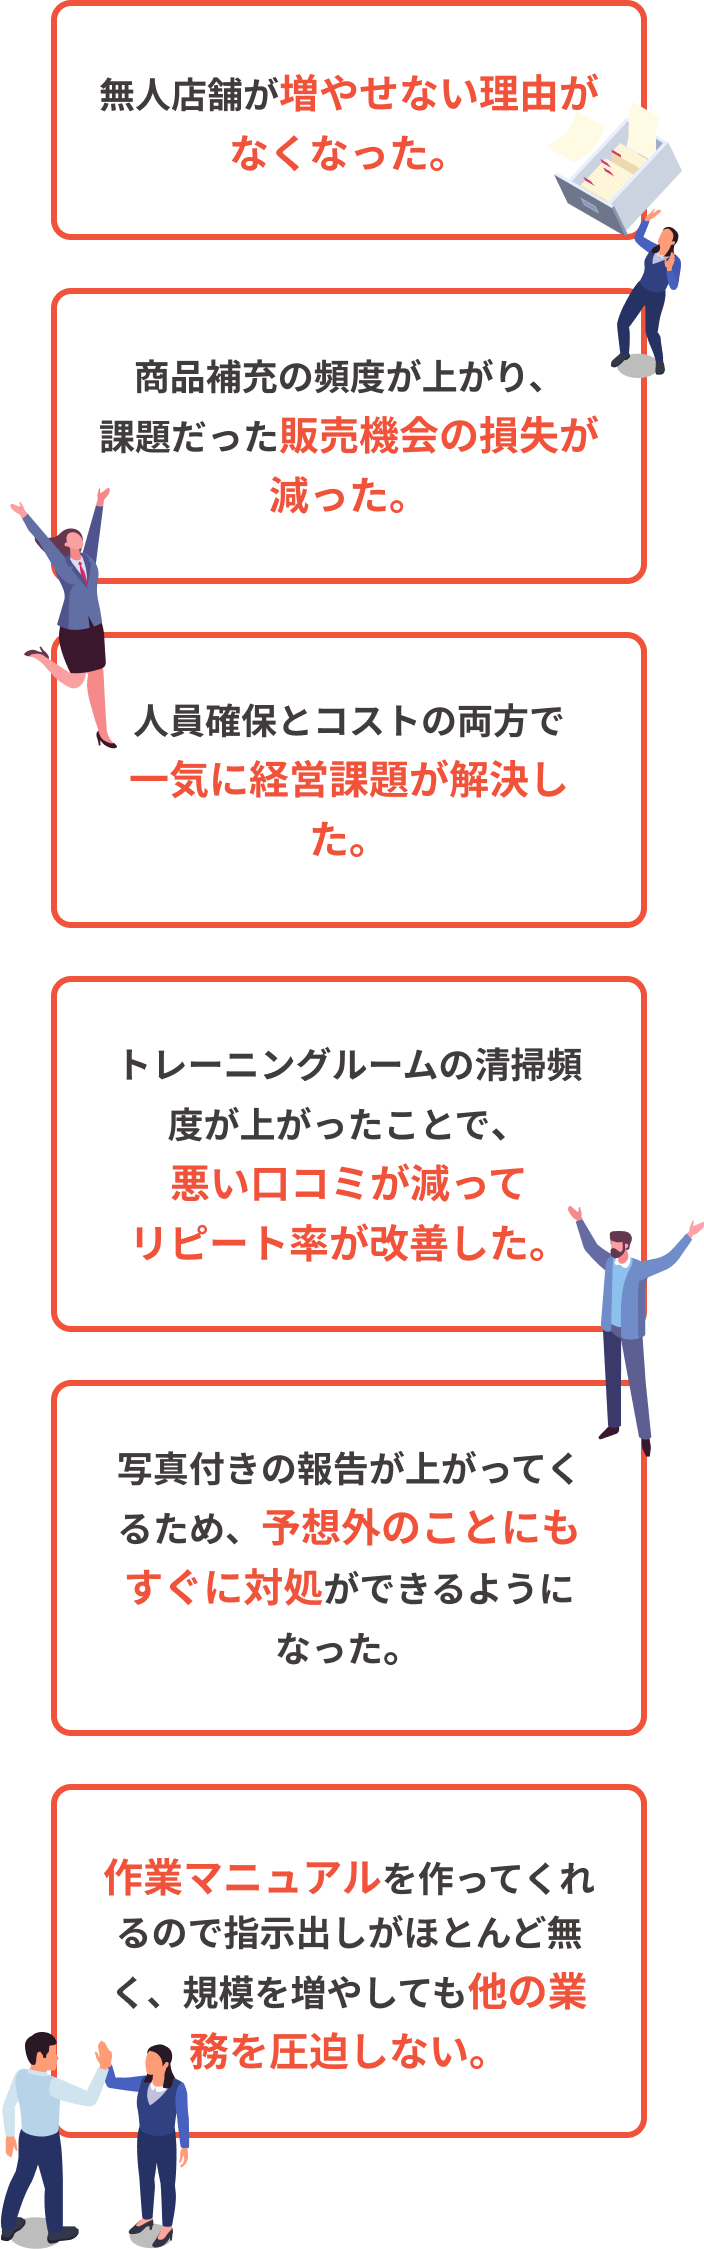 無人店舗が増やせない理由が
なくなった。
商品補充の頻度が上がり、
課題だった販売機会の損失が
減った。
人員確保とコストの両方で
一気に経営課題が解決し
た。
トレーニングルームの清掃頻
度が上がったことで、
悪い口コミが減って
リピート率が改善した。
写真付きの報告が上がってく
るため、予想外のことにも
すぐに対処ができるように
なった。
作業マニュアルを作ってくれ
るので指示出しがほとんど無
く、規模を増やしても他の業
務を圧迫しない。